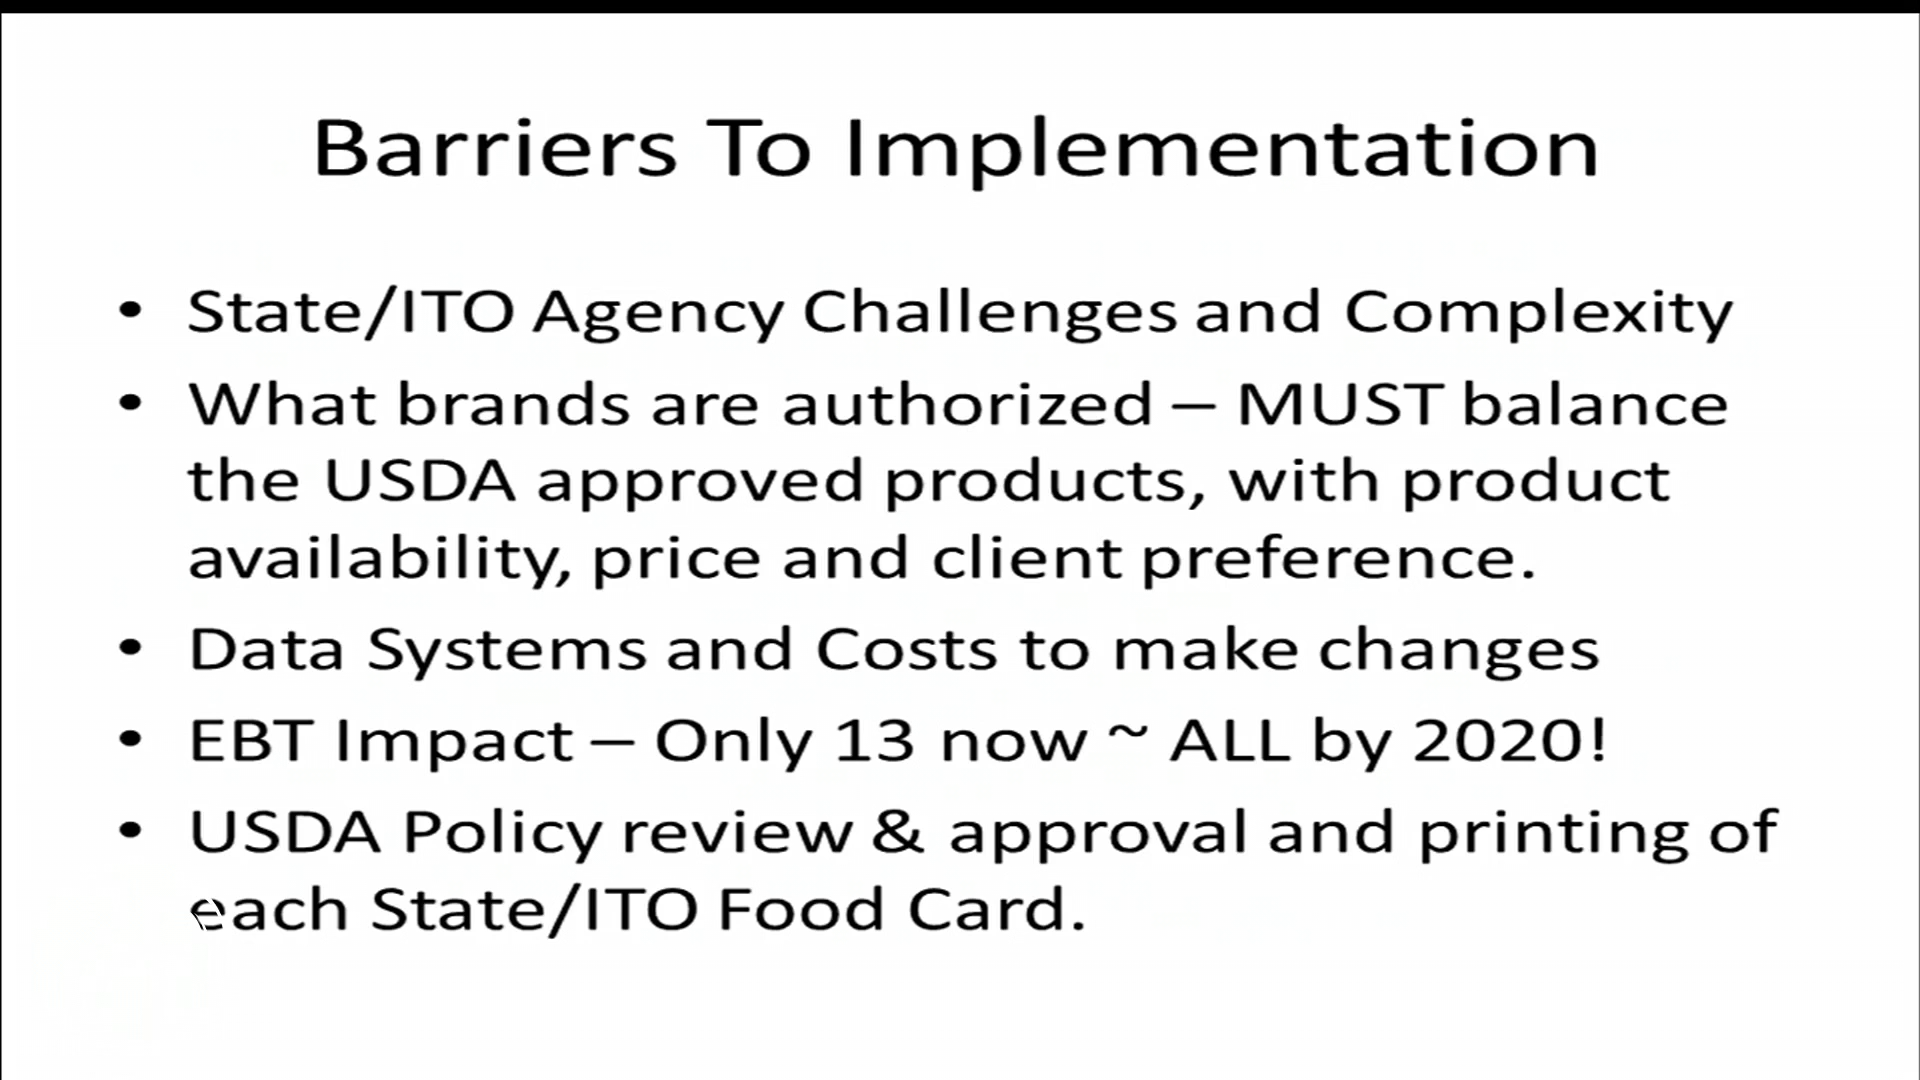 Barriers To Implementation
• State/ITO Agency Challenges and Complexity
• What brands are authorized – MUST balance
the USDA approved products, with product
availability, price and client preference.
• Data Systems and Costs to make changes
• EBT Impact – Only 13 now ~ ALL by 2020!
• USDA Policy review & approval and printing of
each State/ITO Food Card.